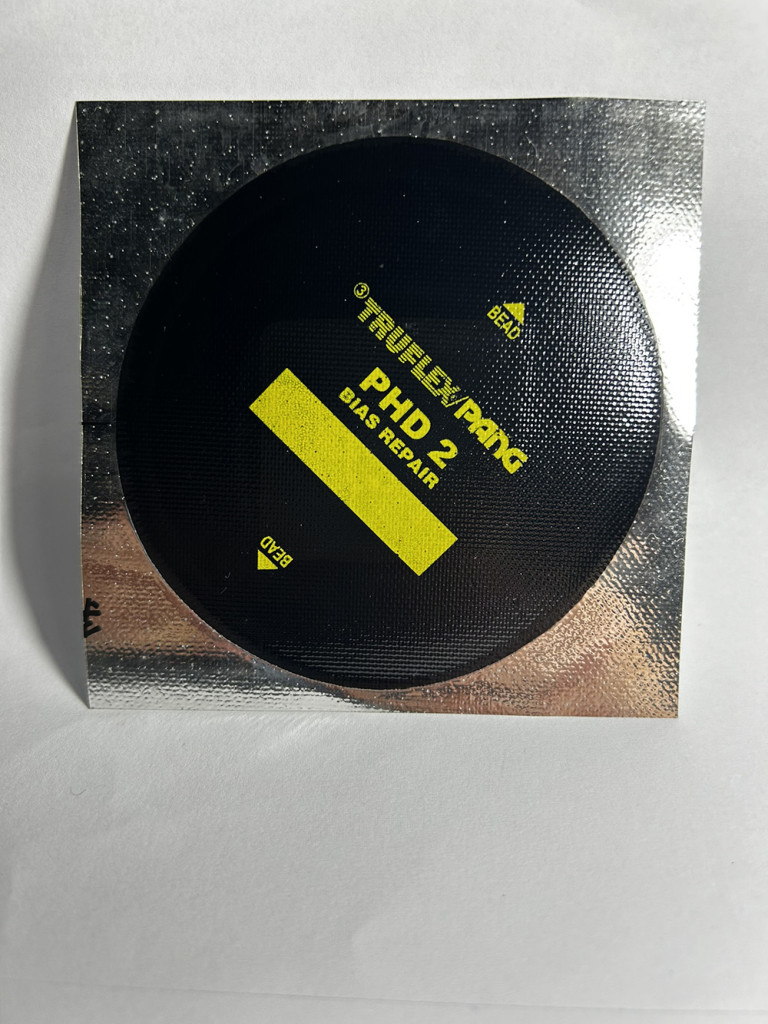 ③ TRUFLEX/PANG
PHD 2
BIAS REPAIR
BEAD
BEAD